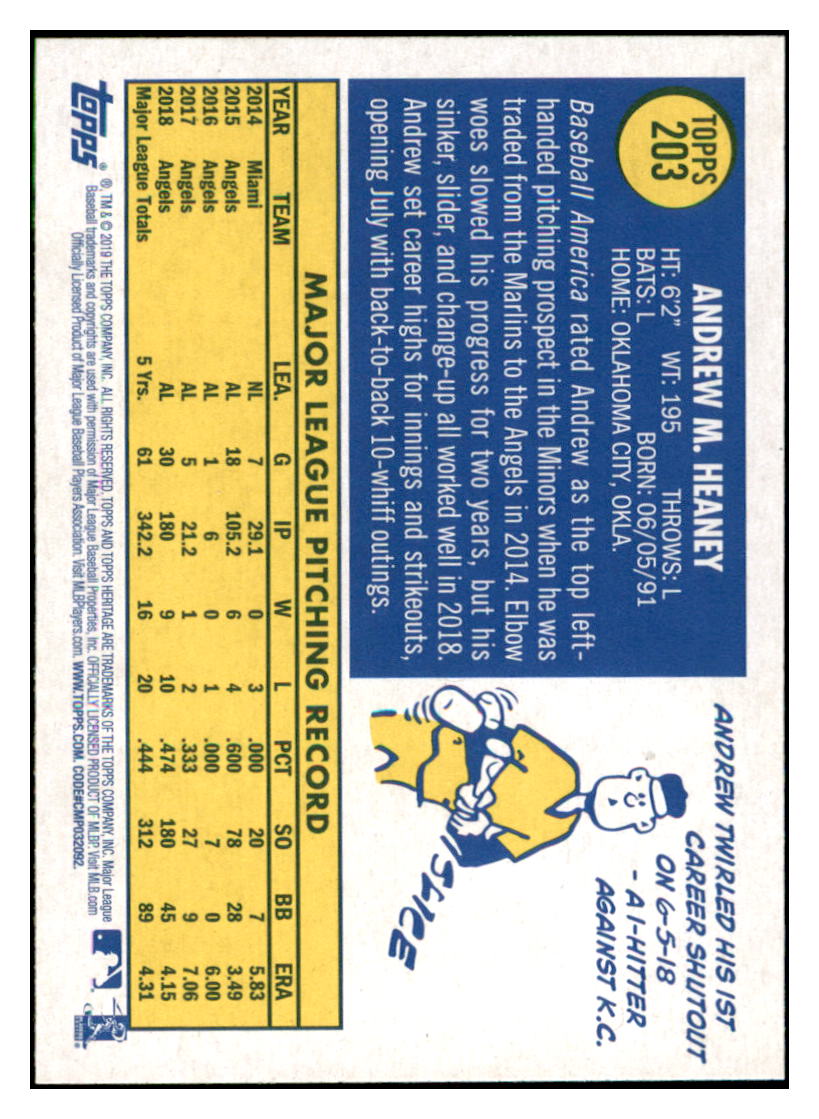 TOPPS
203
ANDREW M. HEANEY
HT: 6'2" WT: 195 THROWS: L
BATS: L BORN: 06/05/91
HOME: OKLAHOMA CITY, OKLA.
Baseball America rated Andrew as the top left-
handed pitching prospect in the Minors when he was
traded from the Marlins to the Angels in 2014. Elbow
woes slowed his progress for two years, but his
sinker, slider, and change-up all worked well in 2018.
Andrew set career highs for innings and strikeouts,
opening July with back-to-back 10-whiff outings.
ANDREW TWIRLED HIS 1ST
CAREER SHUTOUT
ON 6-5-18
- A 1-HITTER
AGAINST K.C.
SLICE
MAJOR LEAGUE PITCHING RECORD
YEAR TEAM LEA. G IP W L PCT SO BB ERA
2014 Miami NL 7 29.1 0 3 .000 20 7 5.83
2015 Angels AL 18 105.2 6 4 .600 78 28 3.49
2016 Angels AL 1 6 0 1 .000 7 0 6.00
2017 Angels AL 5 21.2 1 2 .333 27 9 7.06
2018 Angels AL 30 180 9 10 .474 180 45 4.15
Major League Totals 5 Yrs. 61 342.2 16 20 .444 312 89 4.31
topps
®, TM & © 2019 THE TOPPS COMPANY, INC. ALL RIGHTS RESERVED. TOPPS AND TOPPS HERITAGE ARE TRADEMARKS OF THE TOPPS COMPANY, INC. Major League
Baseball trademarks and copyrights are used with permission of Major League Baseball Properties, Inc. OFFICIALLY LICENSED PRODUCT OF MLBP. Visit MLB.com
Officially Licensed Product of Major League Baseball Players Association. Visit MLBPlayers.com. WWW.TOPPS.COM. CODE#CMP032092.